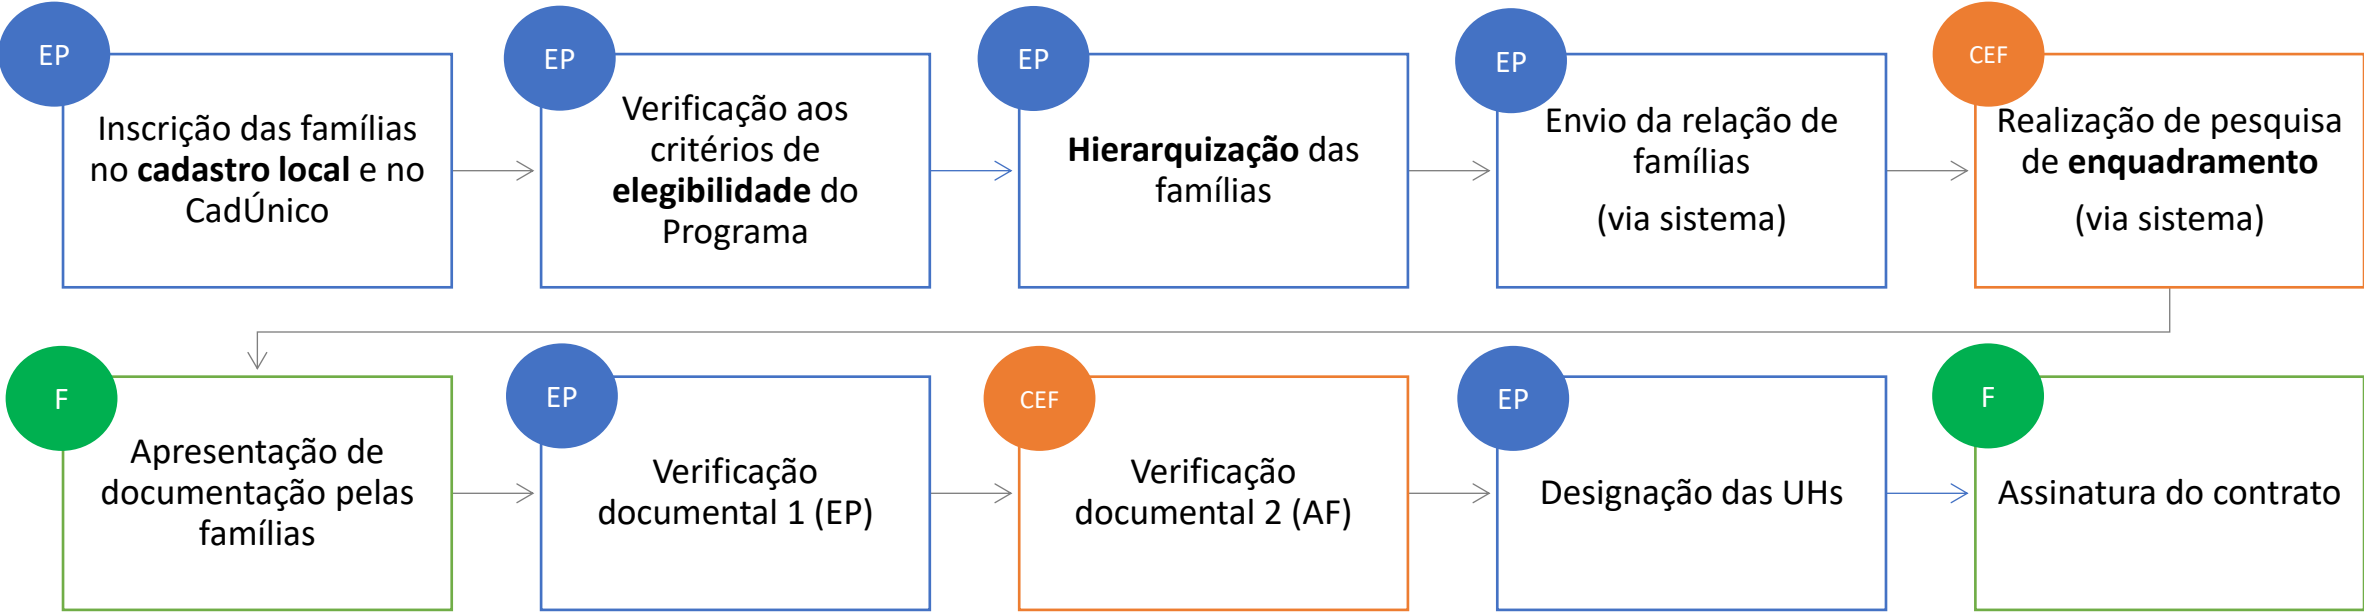 EP
Inscrição das famílias
no cadastro local e no
CadÚnico
EP
Verificação aos
critérios de
elegibilidade do
Programa
EP
Hierarquização das
famílias
EP
Envio da relação de
famílias
(via sistema)
CEF
Realização de pesquisa
de enquadramento
(via sistema)
F
Apresentação de
documentação pelas
famílias
EP
Verificação
documental 1 (EP)
CEF
Verificação
documental 2 (AF)
EP
Designação das UHs
F
Assinatura do contrato